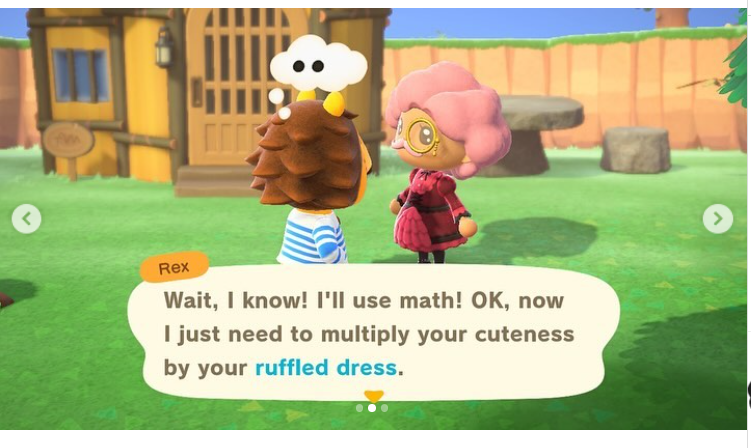 Rex
Wait, I know! I'll use math! OK, now
I just need to multiply your cuteness
by your ruffled dress.